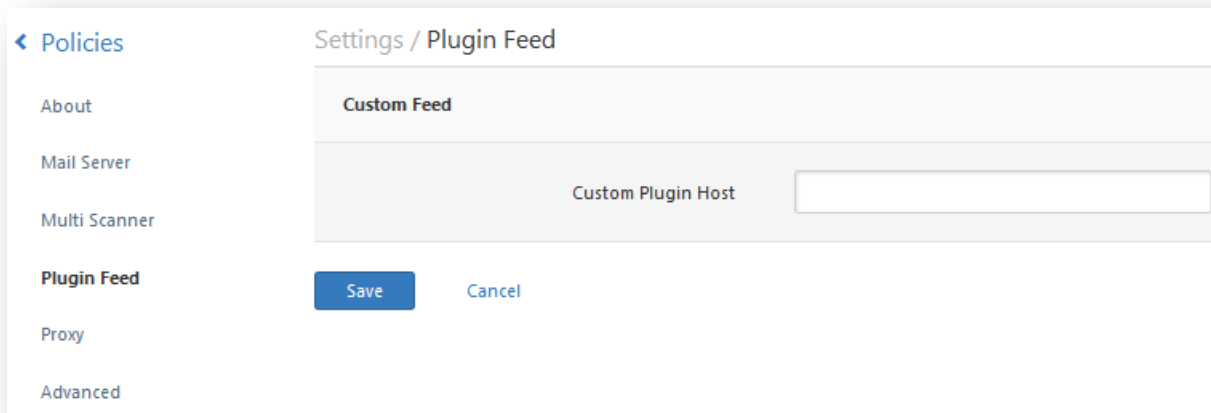 Policies
About
Mail Server
Multi Scanner
Plugin Feed
Proxy
Advanced
Settings / Plugin Feed
Custom Feed
Custom Plugin Host
Save Cancel